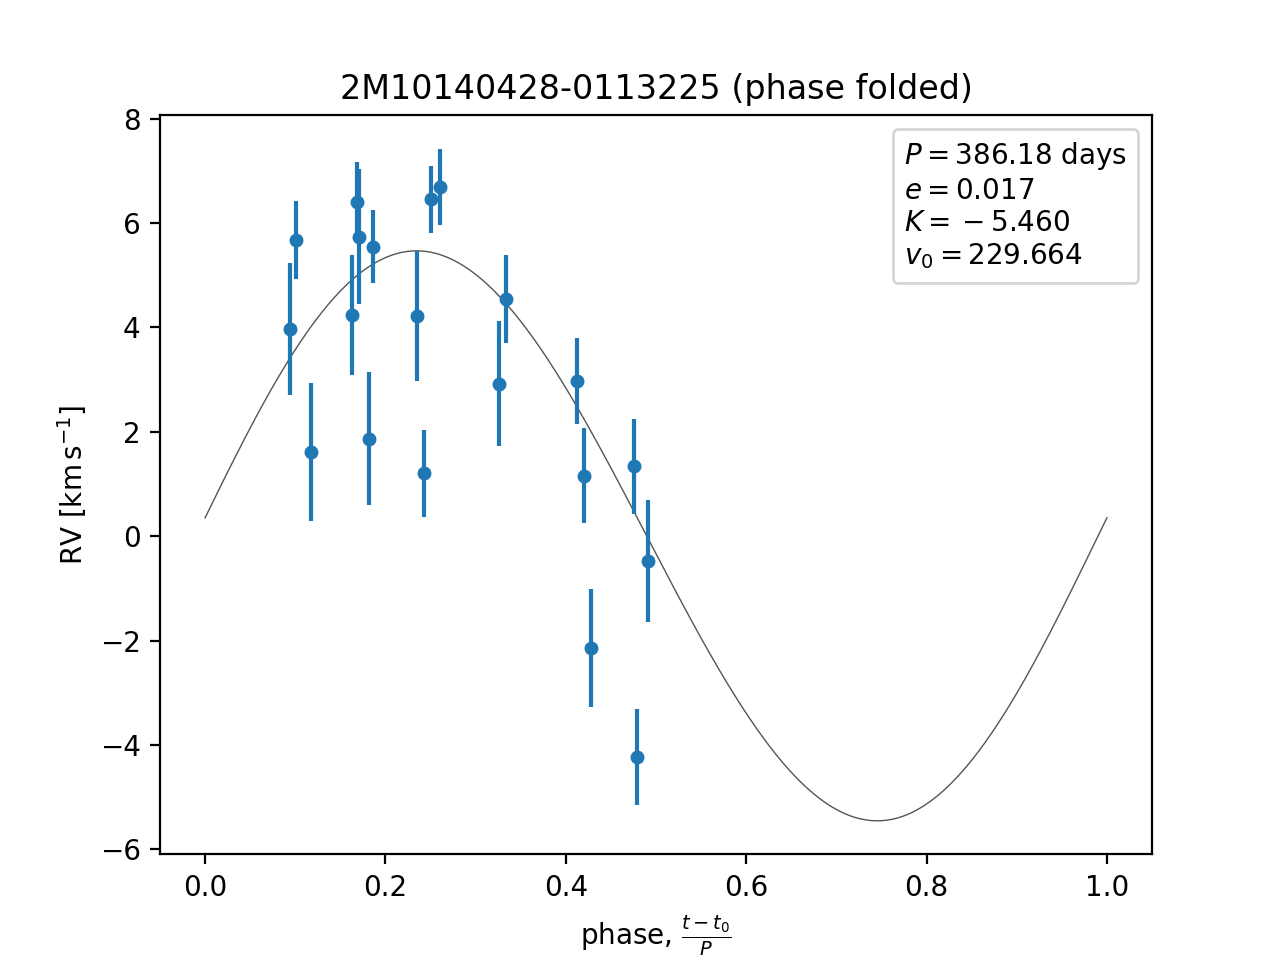 2M10140428-0113225 (phase folded)
P = 386.18 days
e = 0.017
K = −5.460
v₀ = 229.664
8
6
4
2
0
−2
−4
−6
RV [km s⁻¹]
0.0 0.2 0.4 0.6 0.8 1.0
phase, (t − t₀)/P